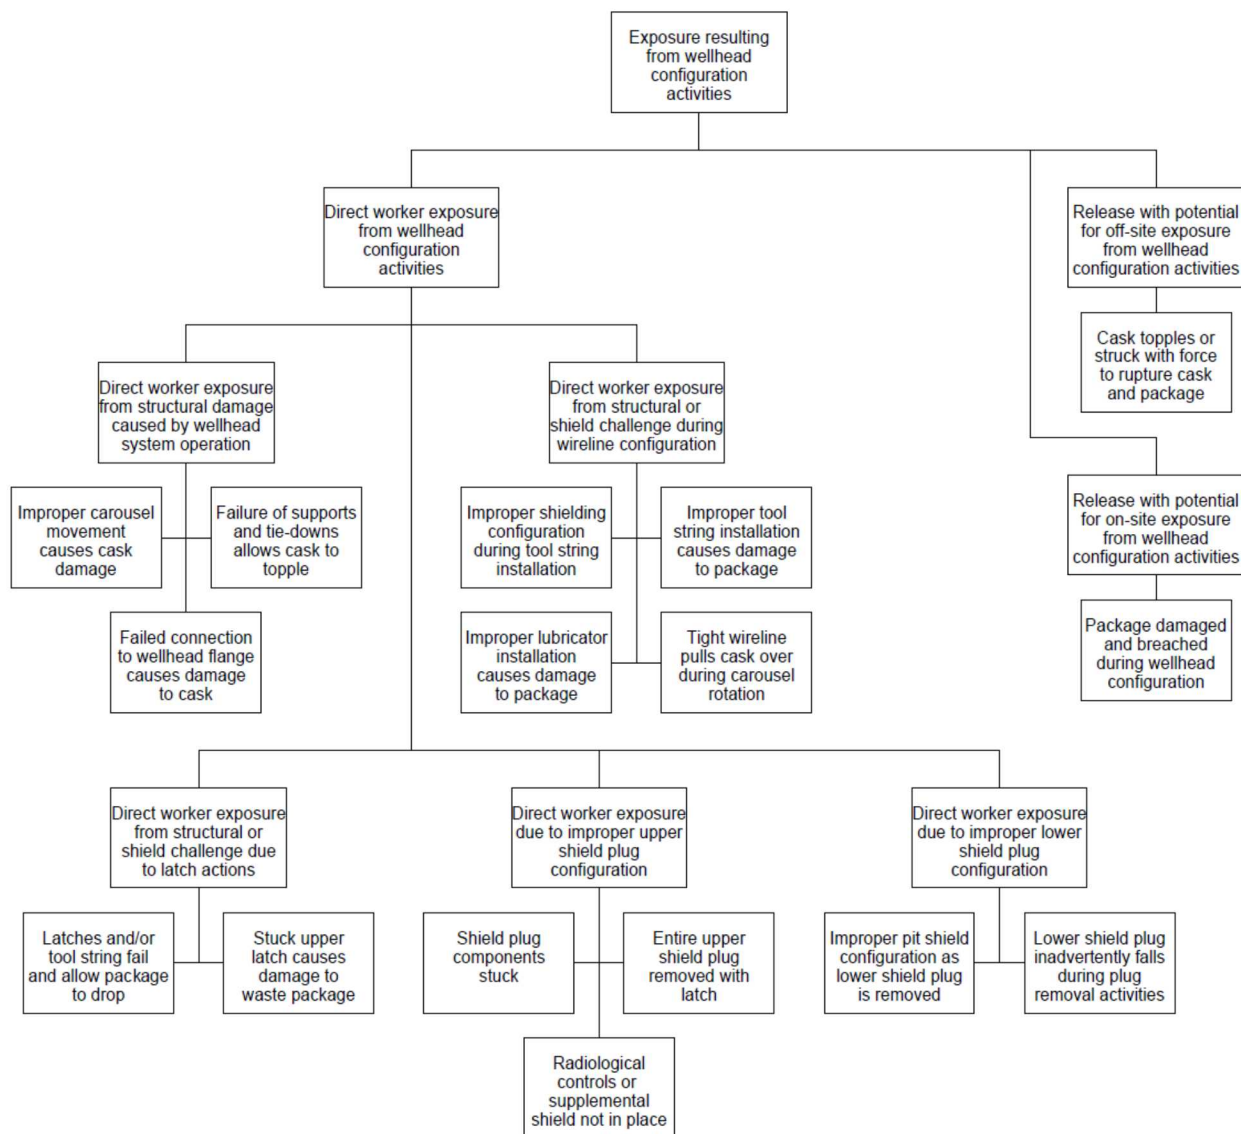 Exposure resulting
from wellhead
configuration
activities
Direct worker exposure
from wellhead
configuration
activities
Release with potential
for off-site exposure
from wellhead
configuration activities
Cask topples or
struck with force
to rupture cask
and package
Direct worker exposure
from structural damage
caused by wellhead
system operation
Direct worker exposure
from structural or
shield challenge during
wireline configuration
Improper carousel
movement
causes cask
damage
Failure of supports
and tie-downs
allows cask to
topple
Failed connection
to wellhead flange
causes damage
to cask
Improper shielding
configuration
during tool string
installation
Improper tool
string installation
causes damage
to package
Improper lubricator
installation
causes damage
to package
Tight wireline
pulls cask over
during carousel
rotation
Release with potential
for on-site exposure
from wellhead
configuration activities
Package damaged
and breached
during wellhead
configuration
Direct worker exposure
from structural or
shield challenge due
to latch actions
Direct worker exposure
due to improper upper
shield plug
configuration
Direct worker exposure
due to improper lower
shield plug
configuration
Latches and/or
tool string fail
and allow package
to drop
Stuck upper
latch causes
damage to
waste package
Shield plug
components
stuck
Entire upper
shield plug
removed with
latch
Radiological
controls or
supplemental
shield not in place
Improper pit shield
configuration as
lower shield plug
is removed
Lower shield plug
inadvertently falls
during plug
removal activities